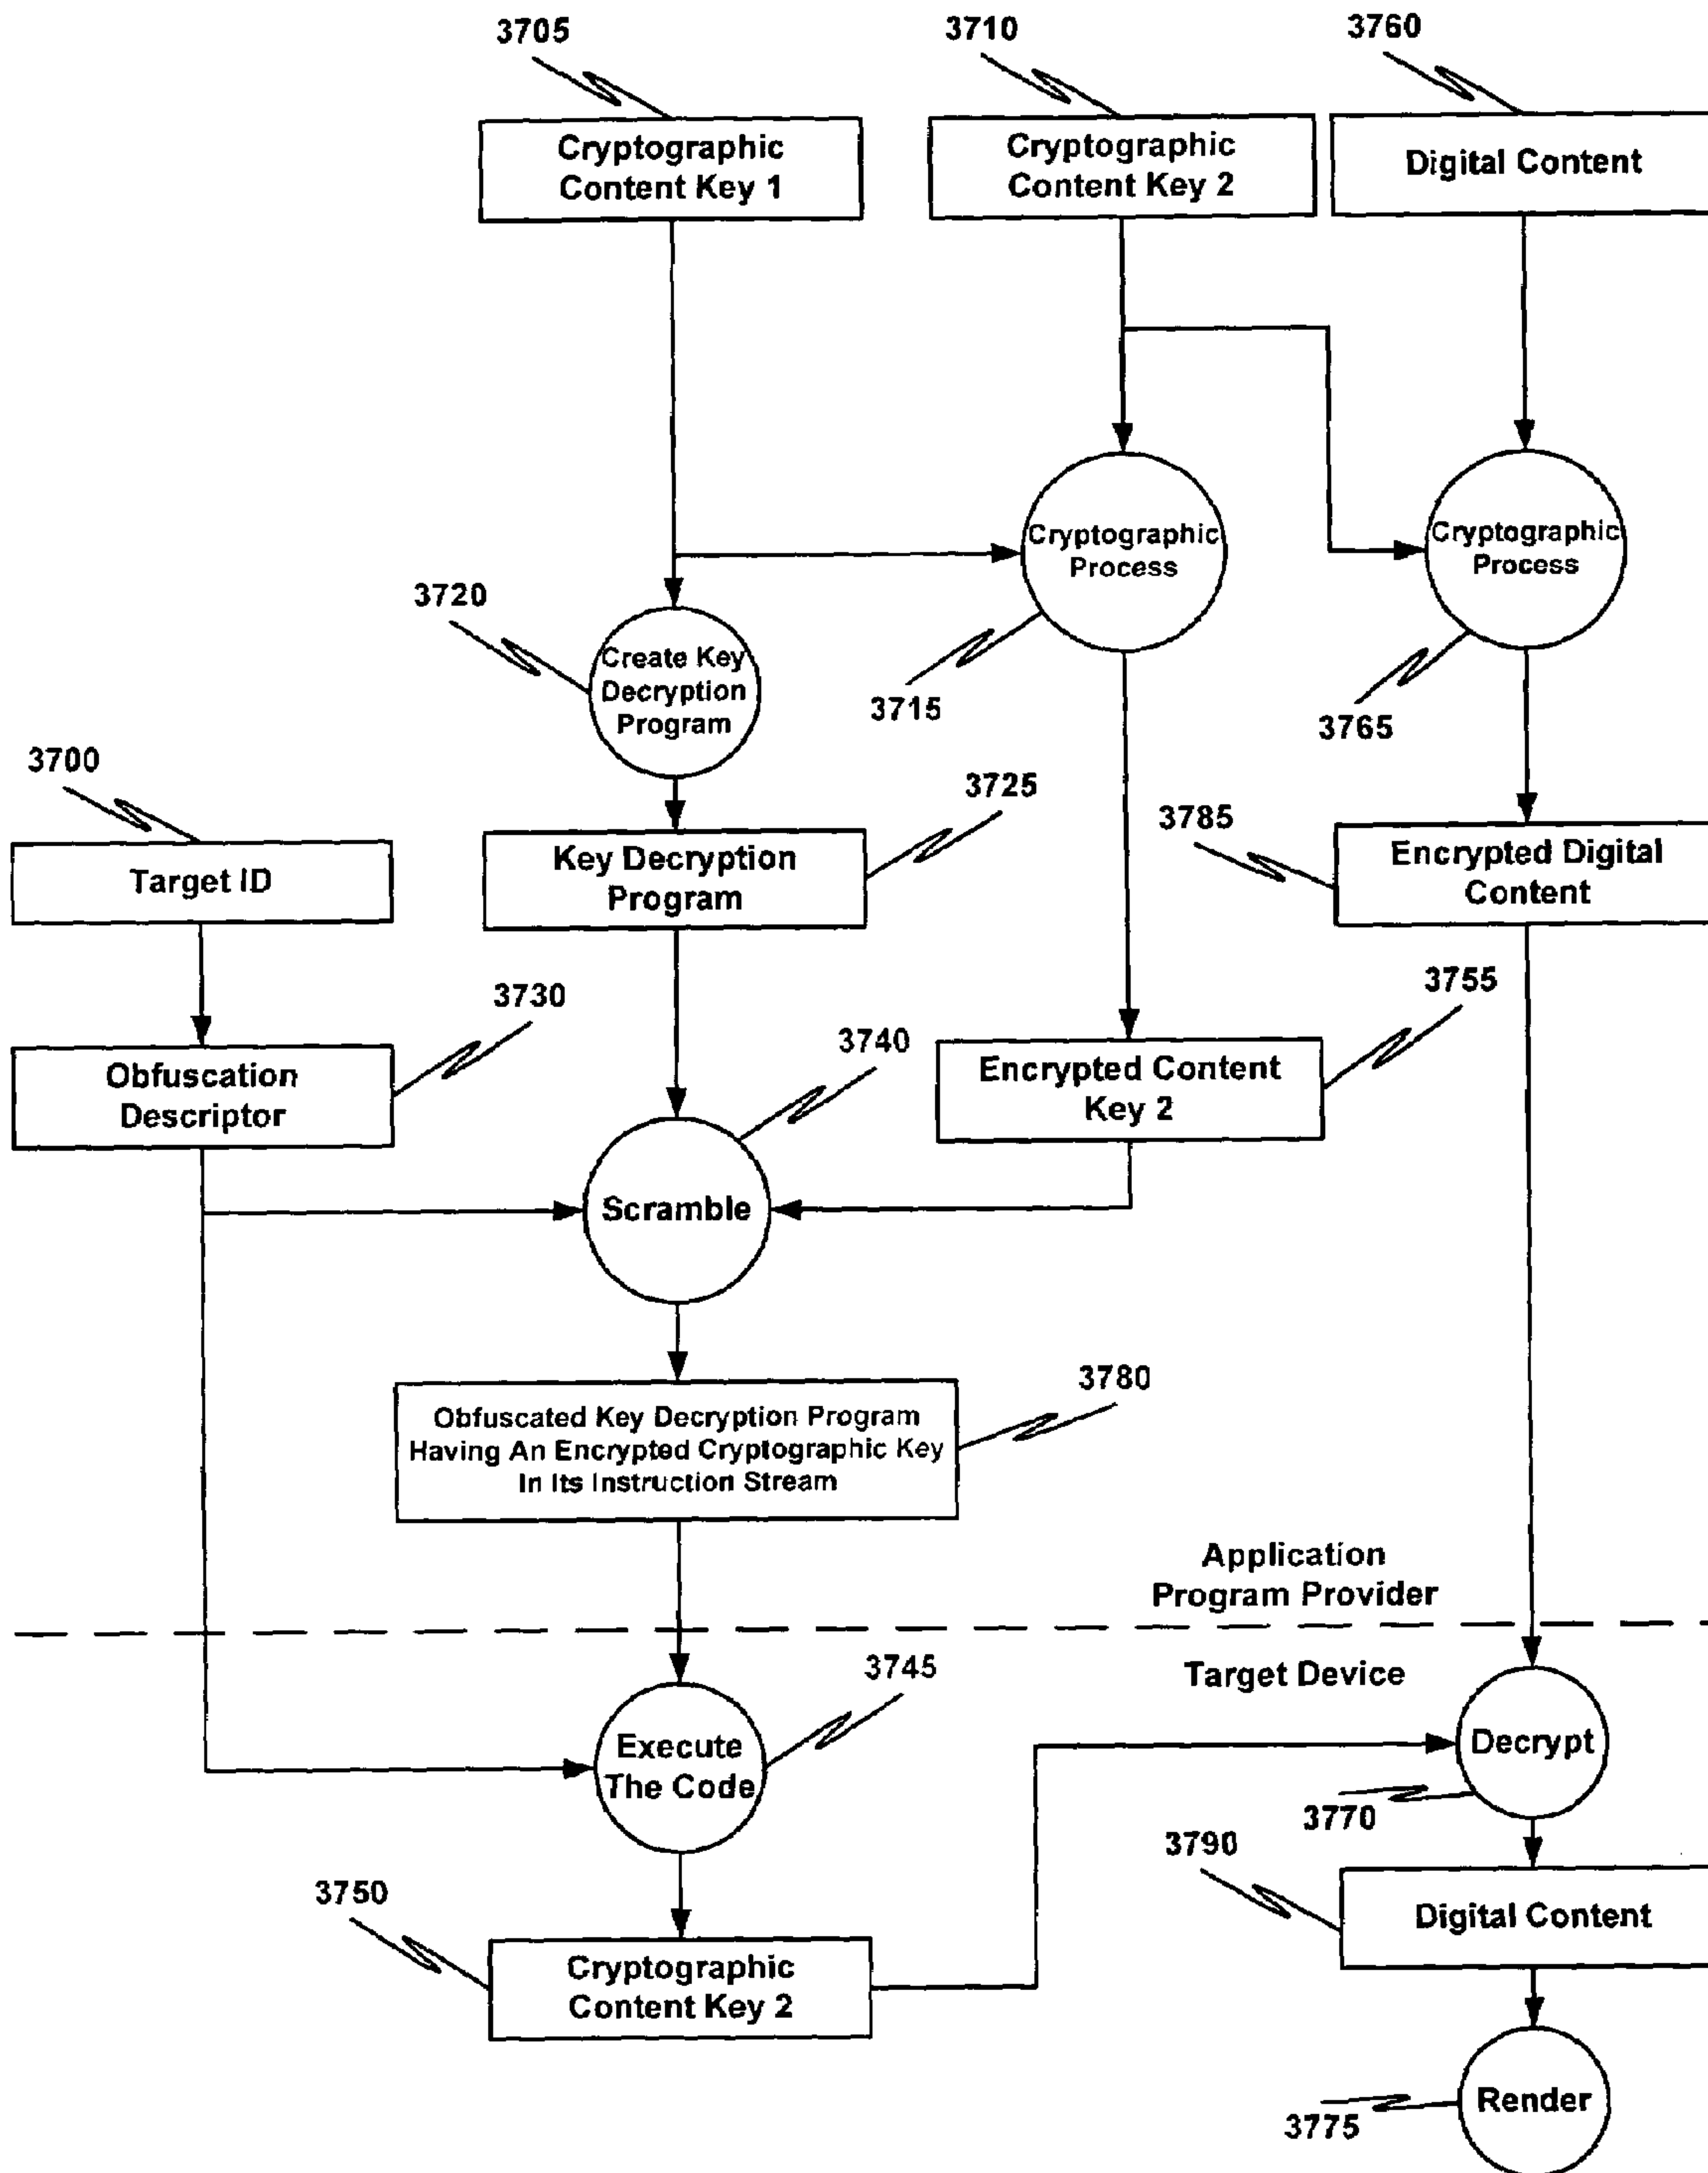 3705
3710
3760
Cryptographic
Content Key 1
Cryptographic
Content Key 2
Digital Content
Cryptographic
Process
Cryptographic
Process
3720
Create Key
Decryption
Program
3715
3765
3700
3725
3785
Target ID
Key Decryption
Program
Encrypted Digital
Content
3730
3755
3740
Obfuscation
Descriptor
Encrypted Content
Key 2
Scramble
3780
Obfuscated Key Decryption Program
Having An Encrypted Cryptographic Key
In Its Instruction Stream
Application
Program Provider
Target Device
3745
Execute
The Code
Decrypt
3770
3790
3750
Digital Content
Cryptographic
Content Key 2
Render
3775